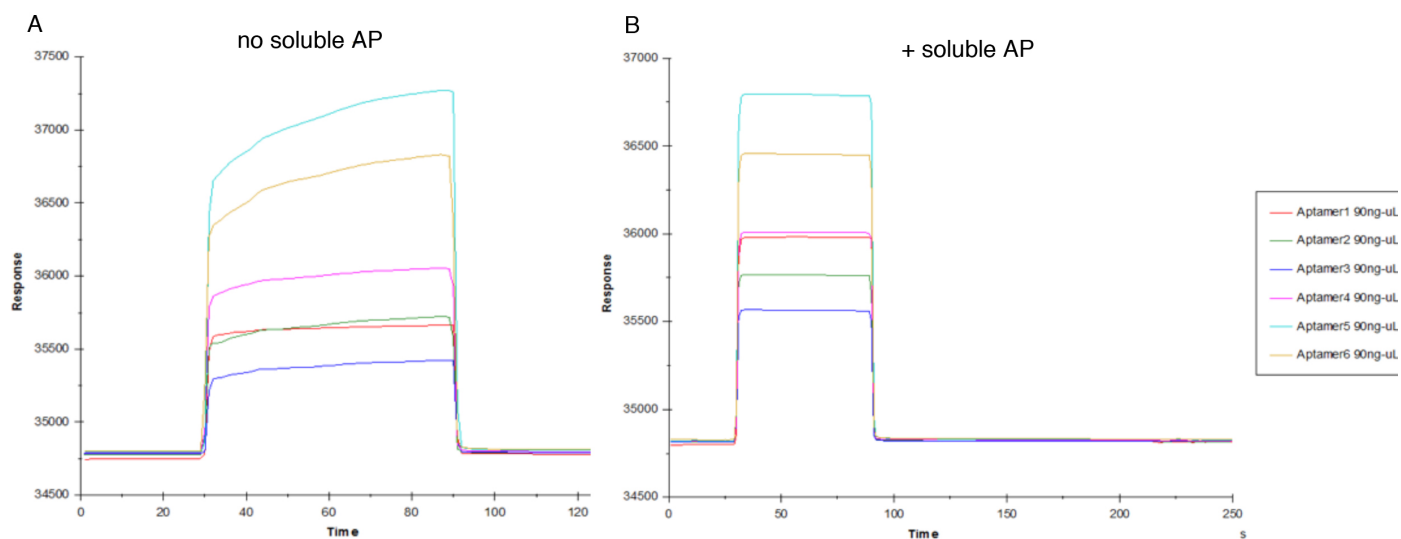 A
no soluble AP
37500
37000
36500
36000
35500
35000
34500
Response
0 20 40 60 80 100 120
Time
B
+ soluble AP
37000
36500
36000
35500
35000
34500
Response
0 50 100 150 200 250
Time
s
Aptamer1 90ng-uL
Aptamer2 90ng-uL
Aptamer3 90ng-uL
Aptamer4 90ng-uL
Aptamer5 90ng-uL
Aptamer6 90ng-uL